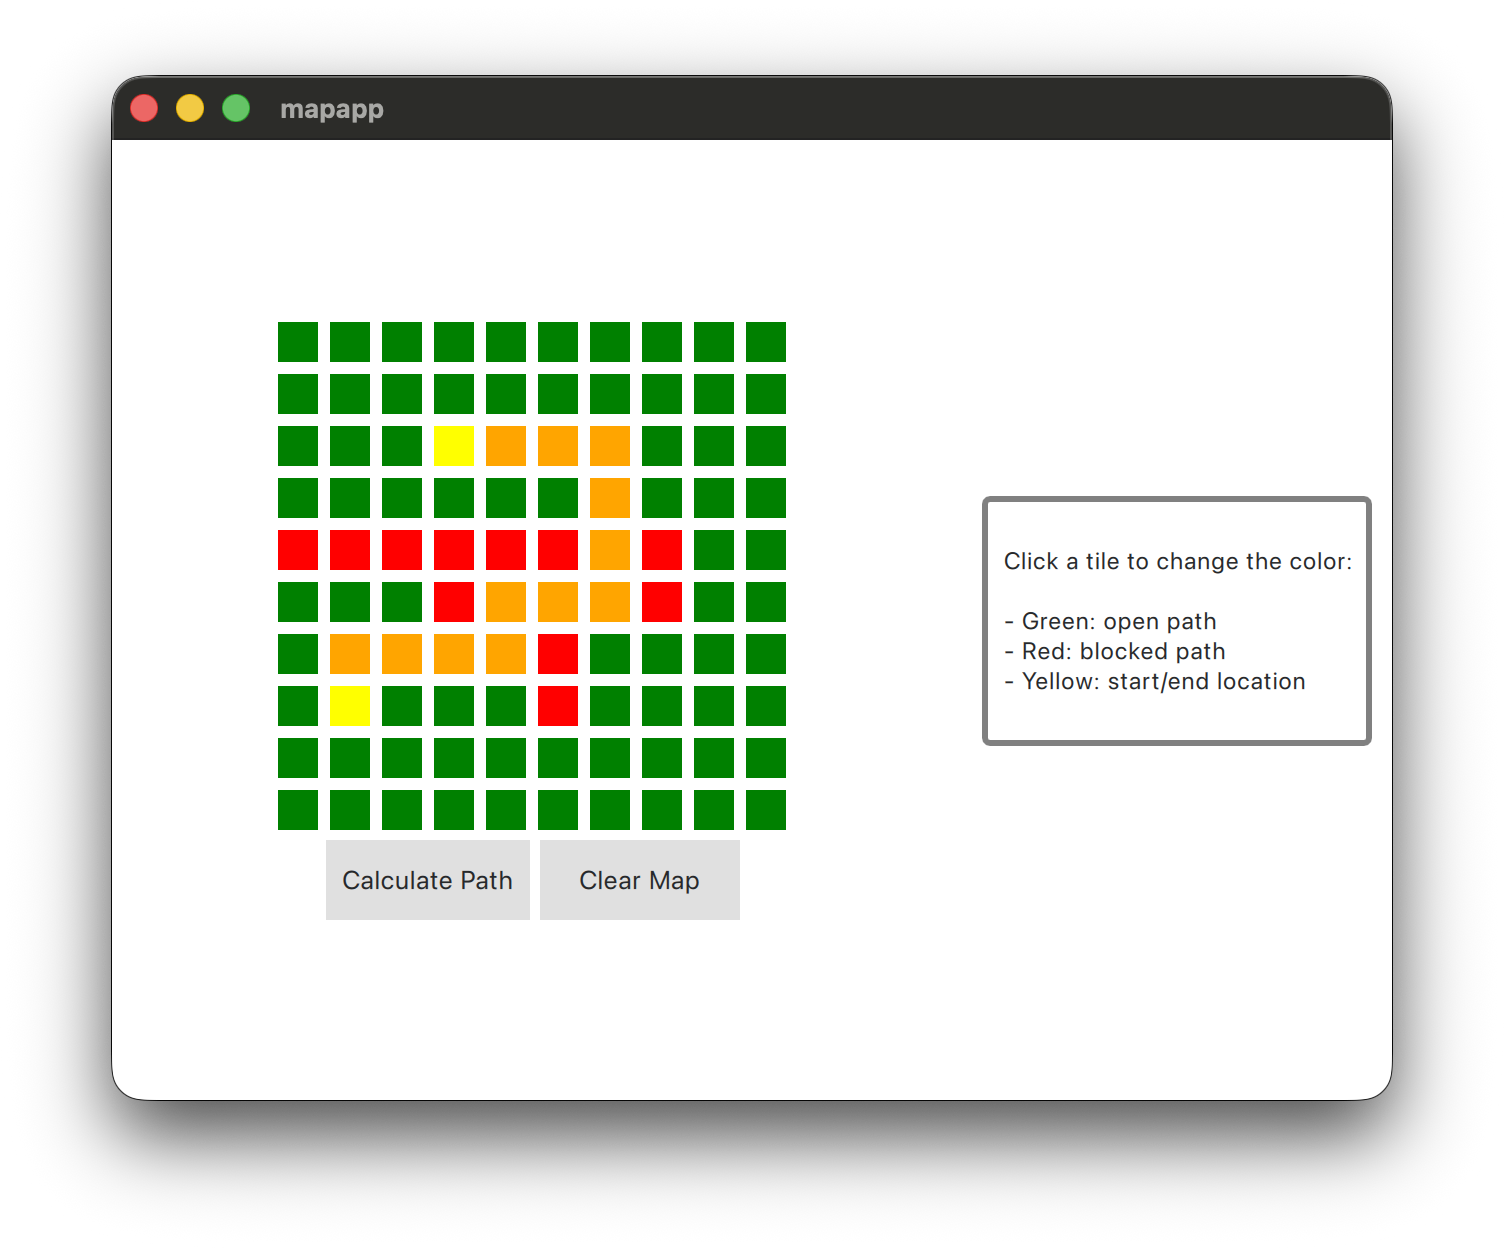 mapapp
Click a tile to change the color:
- Green: open path
- Red: blocked path
- Yellow: start/end location
Calculate Path
Clear Map